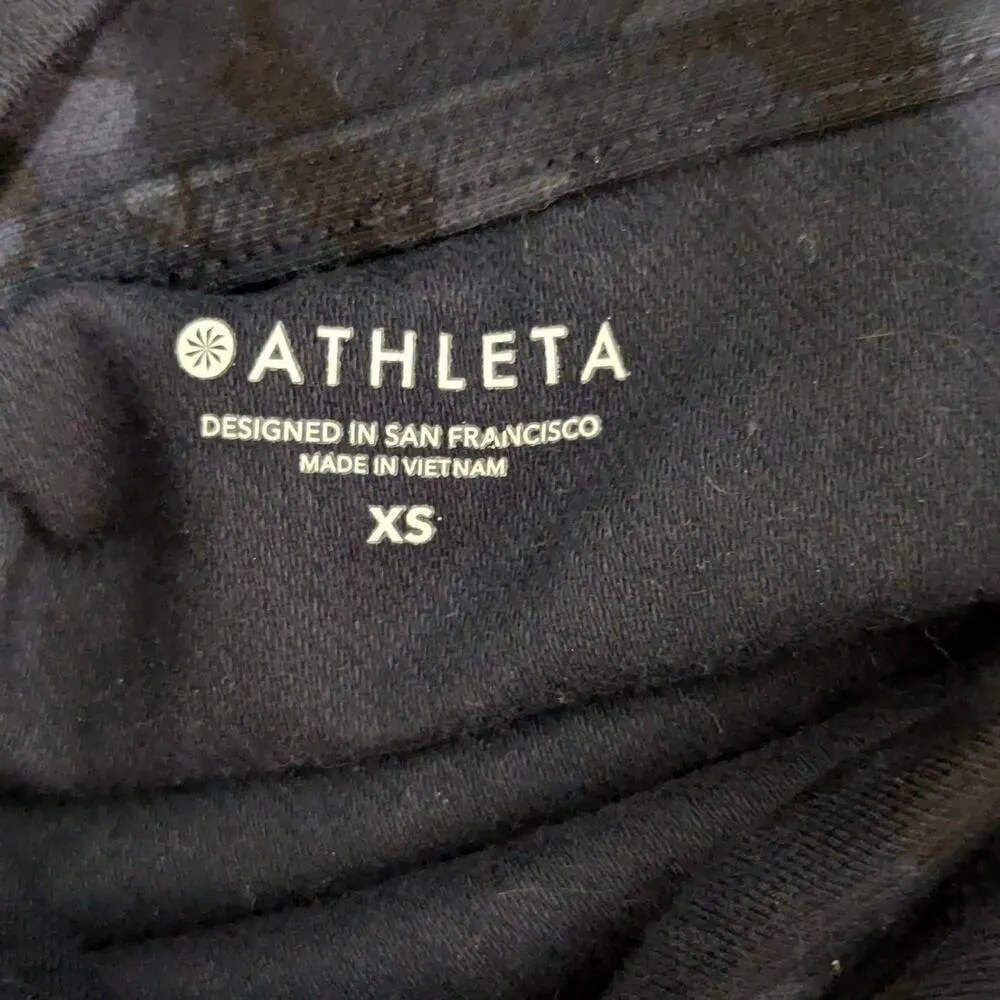 ATHLETA
DESIGNED IN SAN FRANCISCO
MADE IN VIETNAM
XS